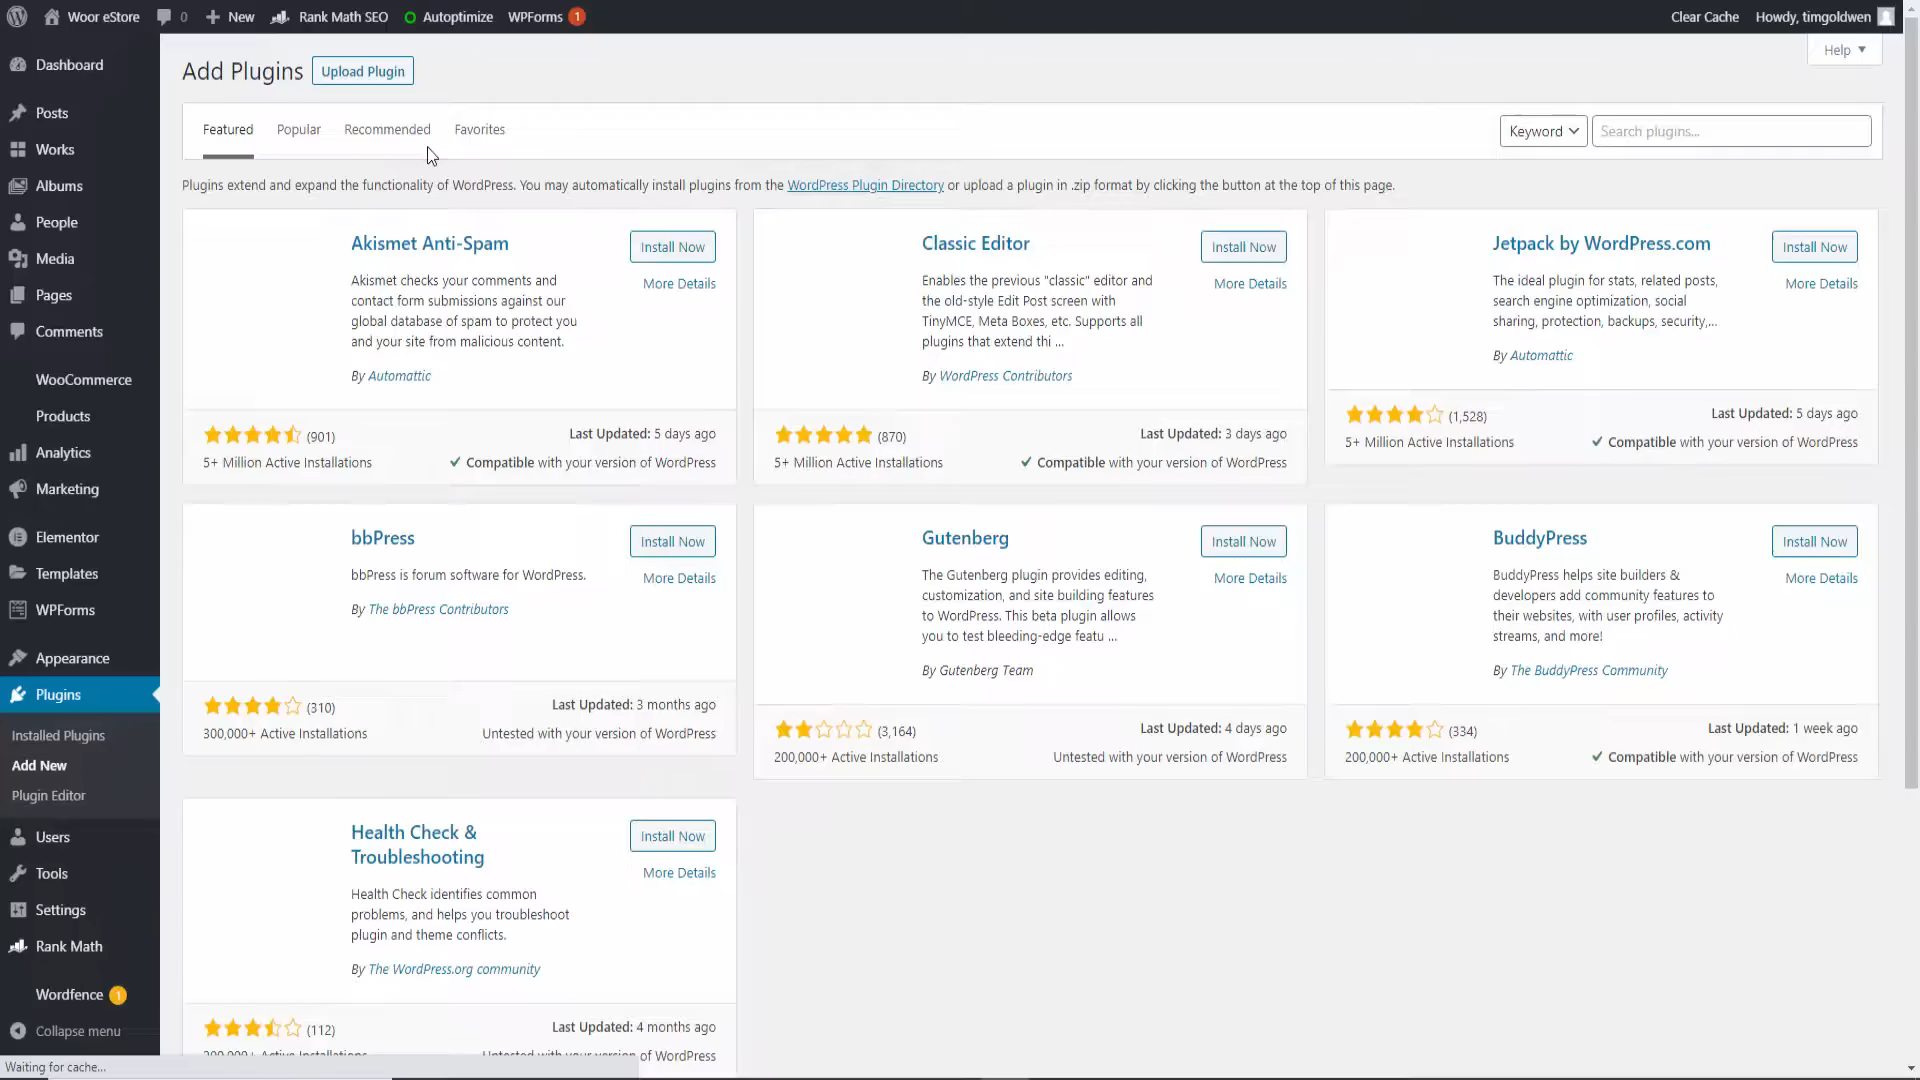 Woor eStore 0 New Rank Math SEO Autoptimize WPForms 1 Clear Cache Howdy, timgoldwen
Help
Add Plugins Upload Plugin
Featured Popular Recommended Favorites Keyword Search plugins...
Plugins extend and expand the functionality of WordPress. You may automatically install plugins from the WordPress Plugin Directory or upload a plugin in .zip format by clicking the button at the top of this page.
Dashboard
Posts
Works
Albums
People
Media
Pages
Comments
WooCommerce
Products
Analytics
Marketing
Elementor
Templates
WPForms
Appearance
Plugins
Installed Plugins
Add New
Plugin Editor
Users
Tools
Settings
Rank Math
Wordfence 1
Collapse menu
Akismet Anti-Spam
Install Now
More Details
Akismet checks your comments and
contact form submissions against our
global database of spam to protect you
and your site from malicious content.
By Automattic
(901)
Last Updated: 5 days ago
5+ Million Active Installations
Compatible with your version of WordPress
Classic Editor
Install Now
More Details
Enables the previous "classic" editor and
the old-style Edit Post screen with
TinyMCE, Meta Boxes, etc. Supports all
plugins that extend thi ...
By WordPress Contributors
(870)
Last Updated: 3 days ago
5+ Million Active Installations
Compatible with your version of WordPress
Jetpack by WordPress.com
Install Now
More Details
The ideal plugin for stats, related posts,
search engine optimization, social
sharing, protection, backups, security,...
By Automattic
(1,528)
Last Updated: 5 days ago
5+ Million Active Installations
Compatible with your version of WordPress
bbPress
Install Now
More Details
bbPress is forum software for WordPress.
By The bbPress Contributors
(310)
Last Updated: 3 months ago
300,000+ Active Installations
Untested with your version of WordPress
Gutenberg
Install Now
More Details
The Gutenberg plugin provides editing,
customization, and site building features
to WordPress. This beta plugin allows
you to test bleeding-edge featu ...
By Gutenberg Team
(3,164)
Last Updated: 4 days ago
200,000+ Active Installations
Untested with your version of WordPress
BuddyPress
Install Now
More Details
BuddyPress helps site builders &
developers add community features to
their websites, with user profiles, activity
streams, and more!
By The BuddyPress Community
(334)
Last Updated: 1 week ago
200,000+ Active Installations
Compatible with your version of WordPress
Health Check &
Troubleshooting
Install Now
More Details
Health Check identifies common
problems, and helps you troubleshoot
plugin and theme conflicts.
By The WordPress.org community
(112)
Last Updated: 4 months ago
200,000+ Active Installations
Untested with your version of WordPress
Waiting for cache...